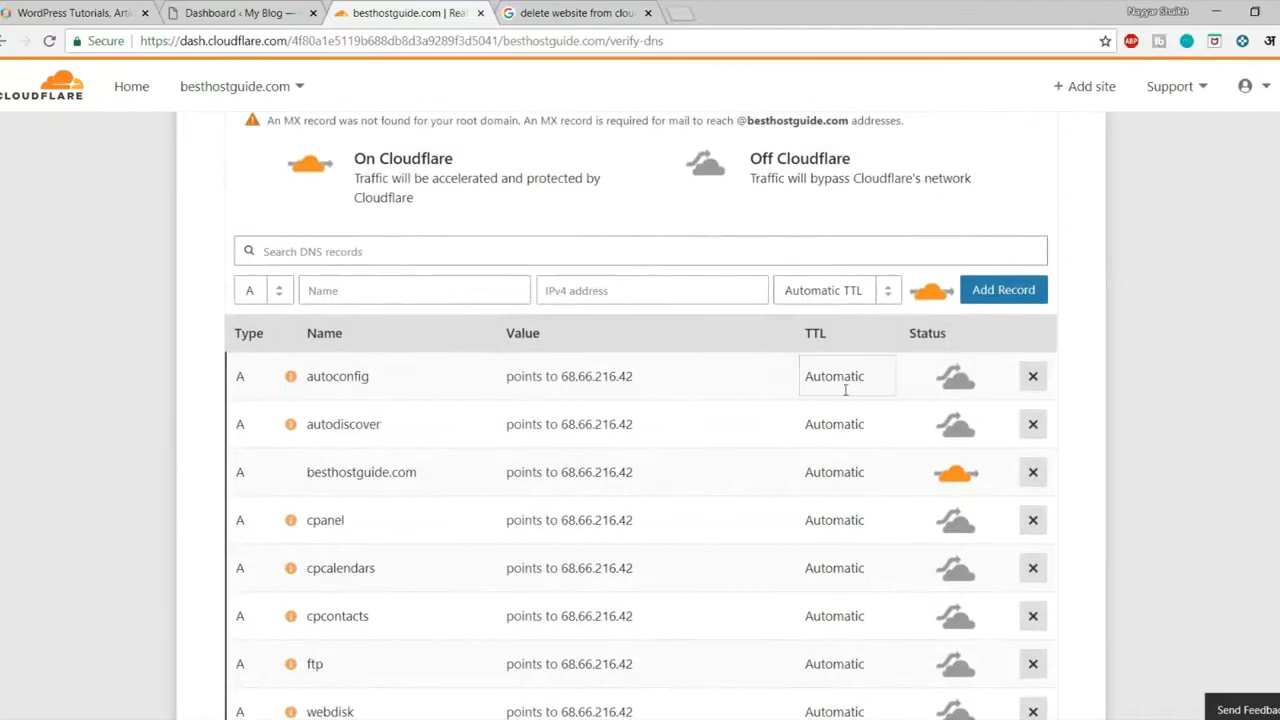 WordPress Tutorials, Arti
Dashboard ‹ My Blog —
besthostguide.com | Rea
delete website from clou
Nayyar Shaikh
Secure
https://dash.cloudflare.com/4f80a1e5119b688db8d3a9289f3d5041/besthostguide.com/verify-dns
ABP
अ
CLOUDFLARE
Home
besthostguide.com
+ Add site
Support
An MX record was not found for your root domain. An MX record is required for mail to reach @besthostguide.com addresses.
On Cloudflare
Traffic will be accelerated and protected by
Cloudflare
Off Cloudflare
Traffic will bypass Cloudflare's network
Search DNS records
A Name IPv4 address Automatic TTL Add Record
Type Name Value TTL Status
A autoconfig points to 68.66.216.42 Automatic
A autodiscover points to 68.66.216.42 Automatic
A besthostguide.com points to 68.66.216.42 Automatic
A cpanel points to 68.66.216.42 Automatic
A cpcalendars points to 68.66.216.42 Automatic
A cpcontacts points to 68.66.216.42 Automatic
A ftp points to 68.66.216.42 Automatic
A webdisk points to 68.66.216.42 Automatic
Send Feedbac